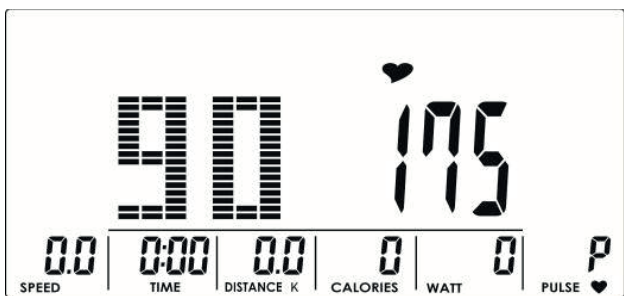 90 175
0.0 0:00 0.0 0 0 P
SPEED TIME DISTANCE K CALORIES WATT PULSE